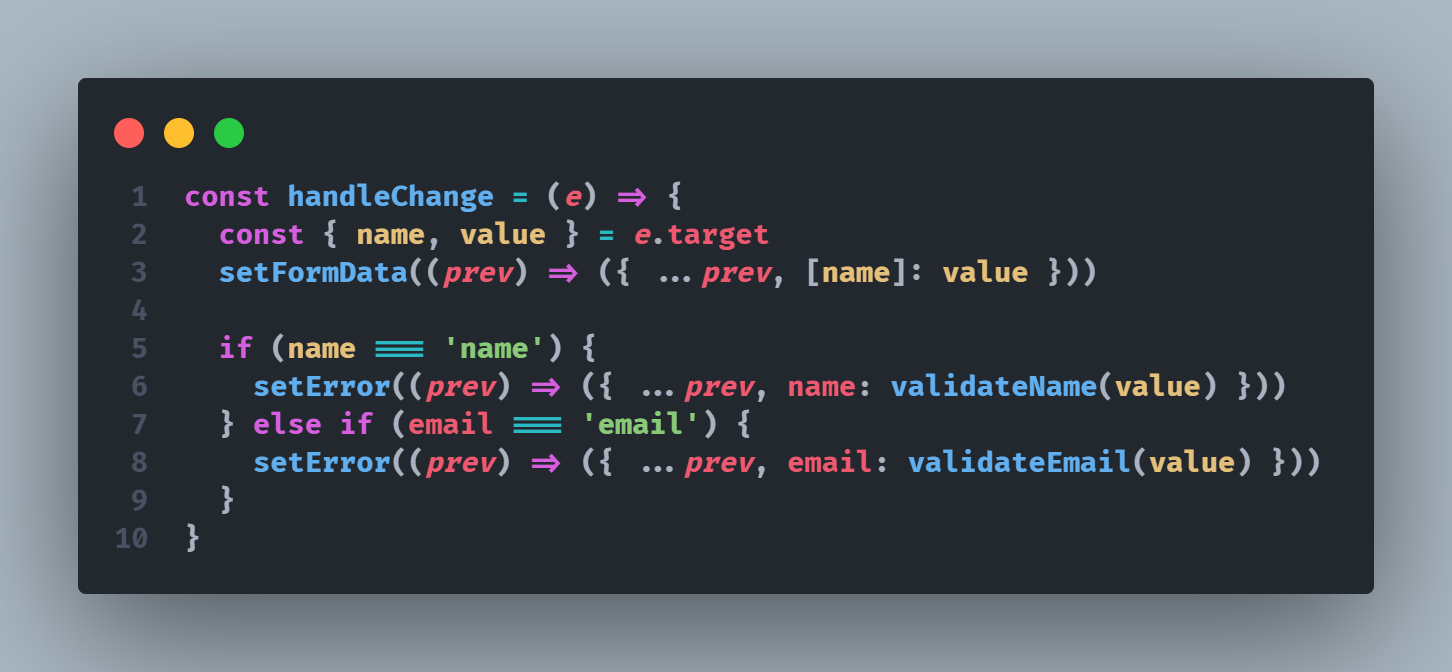 1 const handleChange = (e) => {
2   const { name, value } = e.target
3   setFormData((prev) => ({ ...prev, [name]: value }))
4
5   if (name === 'name') {
6     setError((prev) => ({ ...prev, name: validateName(value) }))
7   } else if (email === 'email') {
8     setError((prev) => ({ ...prev, email: validateEmail(value) }))
9   }
10 }